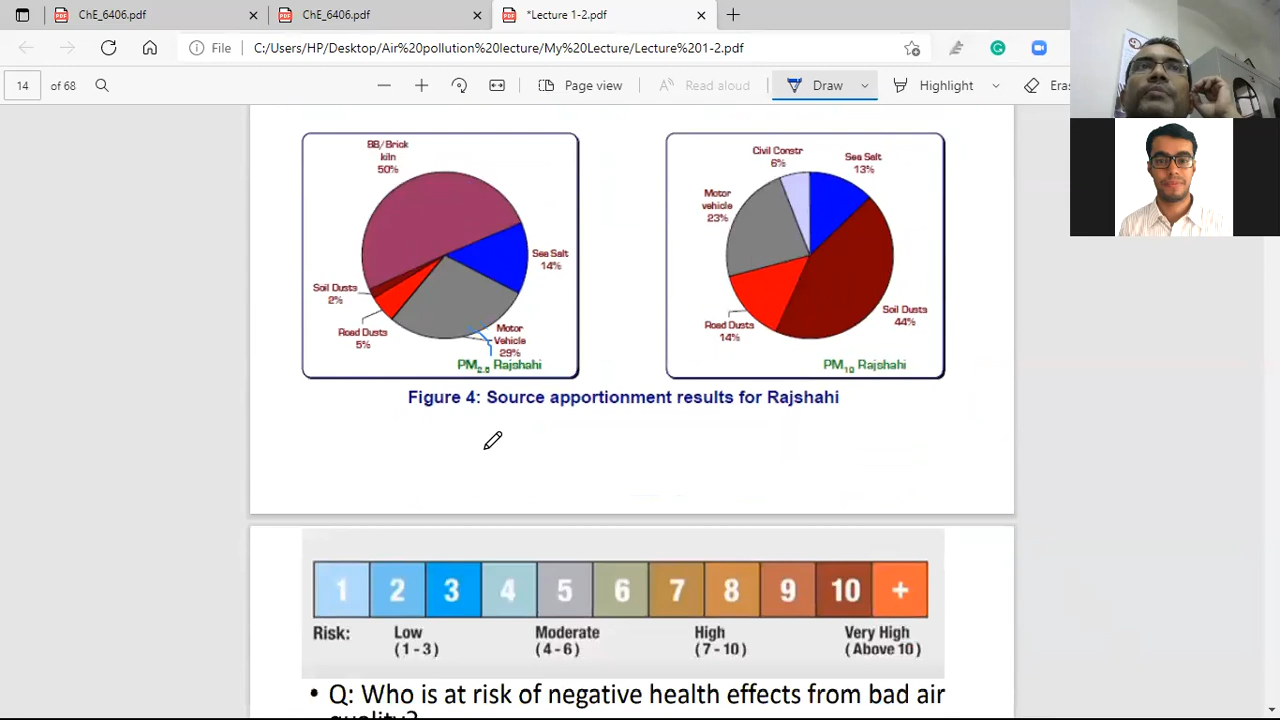 ChE_6406.pdf
ChE_6406.pdf
*Lecture 1-2.pdf
File
C:/Users/HP/Desktop/Air%20pollution%20lecture/My%20Lecture/Lecture%201-2.pdf
14 of 68
Page view
Read aloud
Draw
Highlight
Eras
BB/Brick
kiln
50%
Sea Salt
14%
Soil Dusts
2%
Road Dusts
5%
Motor
Vehicle
29%
PM2.5 Rajshahi
Civil Constr
6%
Sea Salt
13%
Motor
vehicle
23%
Road Dusts
14%
Soil Dusts
44%
PM10 Rajshahi
Figure 4: Source apportionment results for Rajshahi
1 2 3 4 5 6 7 8 9 10 +
Risk: Low Moderate High Very High
(1 - 3) (4 - 6) (7 - 10) (Above 10)
• Q: Who is at risk of negative health effects from bad air
quality?